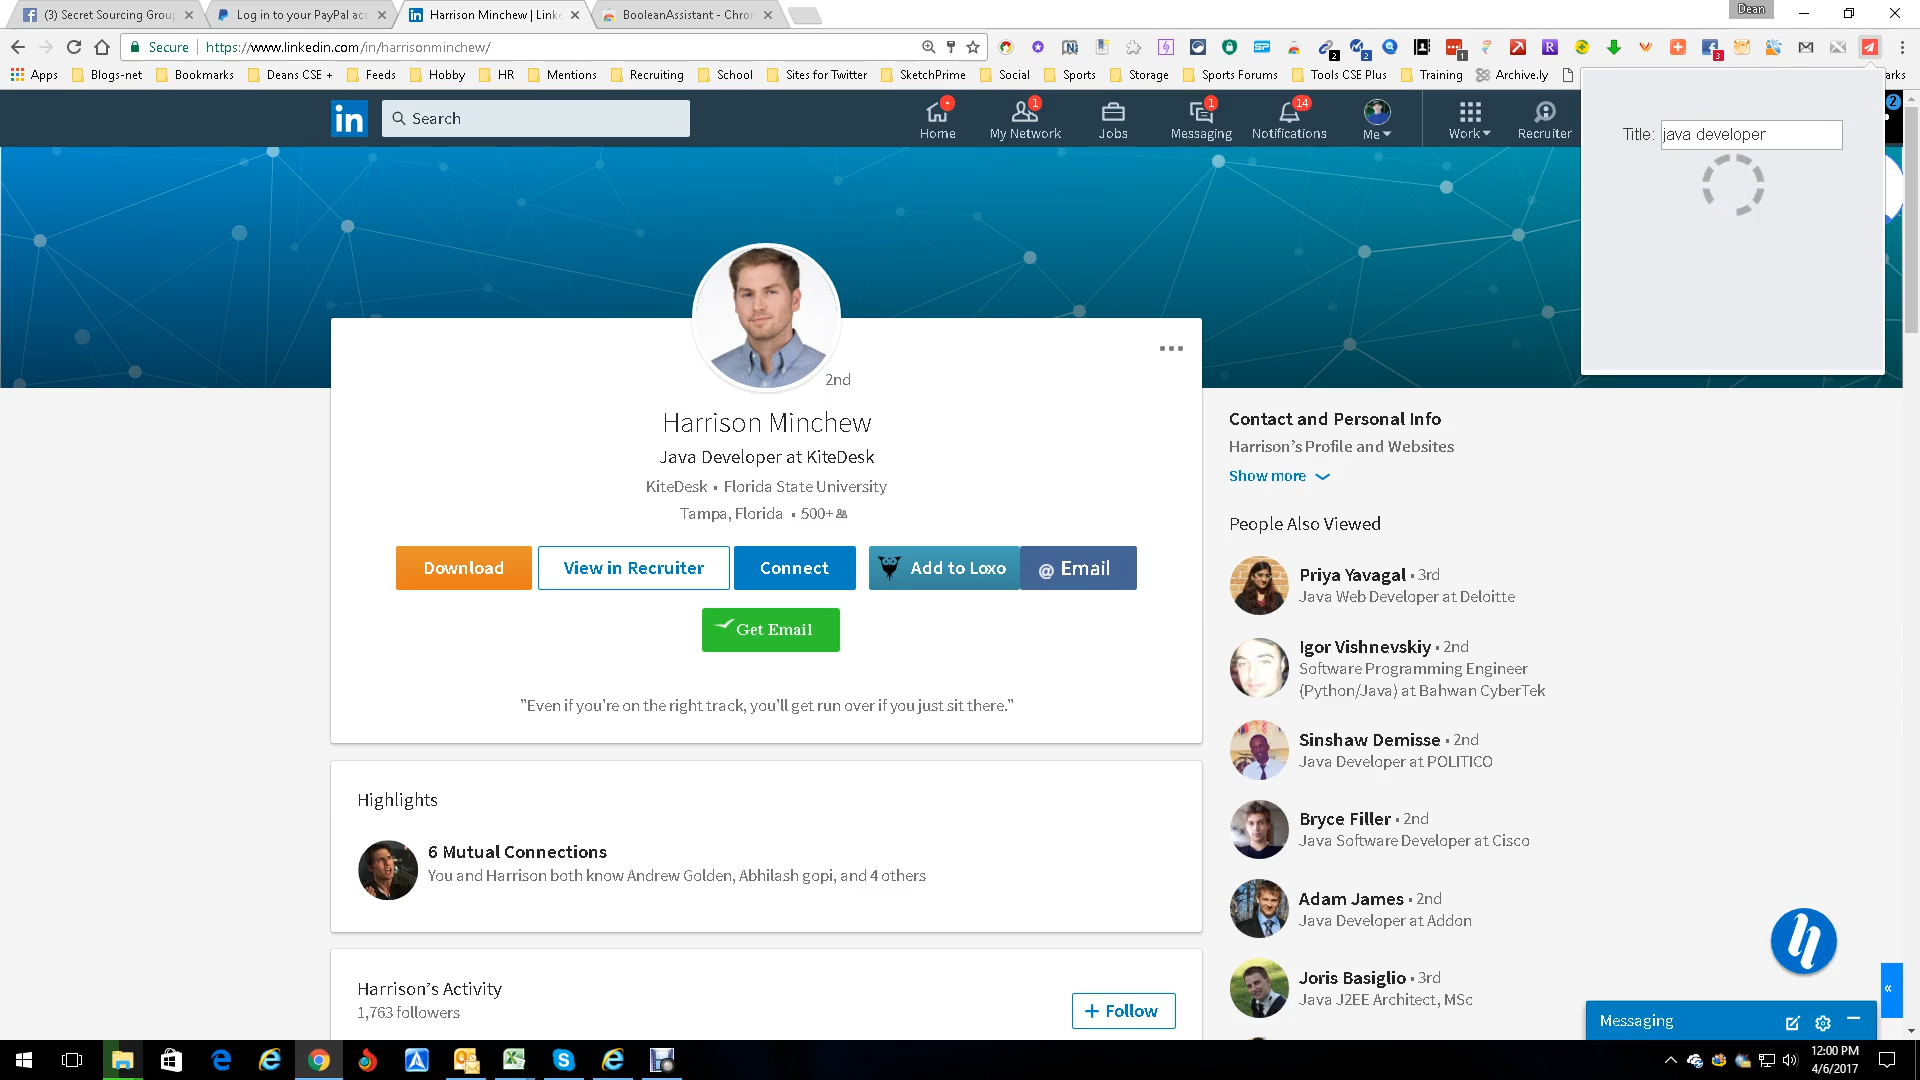 (3) Secret Sourcing Group
Log in to your PayPal acc
Harrison Minchew | Linke
BooleanAssistant - Chron
Dean
Secure
https://www.linkedin.com/in/harrisonminchew/
Apps
Blogs-net
Bookmarks
Deans CSE +
Feeds
Hobby
HR
Mentions
Recruiting
School
Sites for Twitter
SketchPrime
Social
Sports
Storage
Sports Forums
Tools CSE Plus
Training
Archive.ly
arks
in
Search
Home
1
My Network
Jobs
1
Messaging
14
Notifications
Me
Work
Recruiter
2
Title: java developer
2nd
Harrison Minchew
Java Developer at KiteDesk
KiteDesk • Florida State University
Tampa, Florida • 500+
Download
View in Recruiter
Connect
Add to Loxo
@ Email
Get Email
"Even if you're on the right track, you'll get run over if you just sit there."
Highlights
6 Mutual Connections
You and Harrison both know Andrew Golden, Abhilash gopi, and 4 others
Harrison's Activity
1,763 followers
+ Follow
Contact and Personal Info
Harrison's Profile and Websites
Show more
People Also Viewed
Priya Yavagal • 3rd
Java Web Developer at Deloitte
Igor Vishnevskiy • 2nd
Software Programming Engineer
(Python/Java) at Bahwan CyberTek
Sinshaw Demisse • 2nd
Java Developer at POLITICO
Bryce Filler • 2nd
Java Software Developer at Cisco
Adam James • 2nd
Java Developer at Addon
Joris Basiglio • 3rd
Java J2EE Architect, MSc
Messaging
12:00 PM
4/6/2017